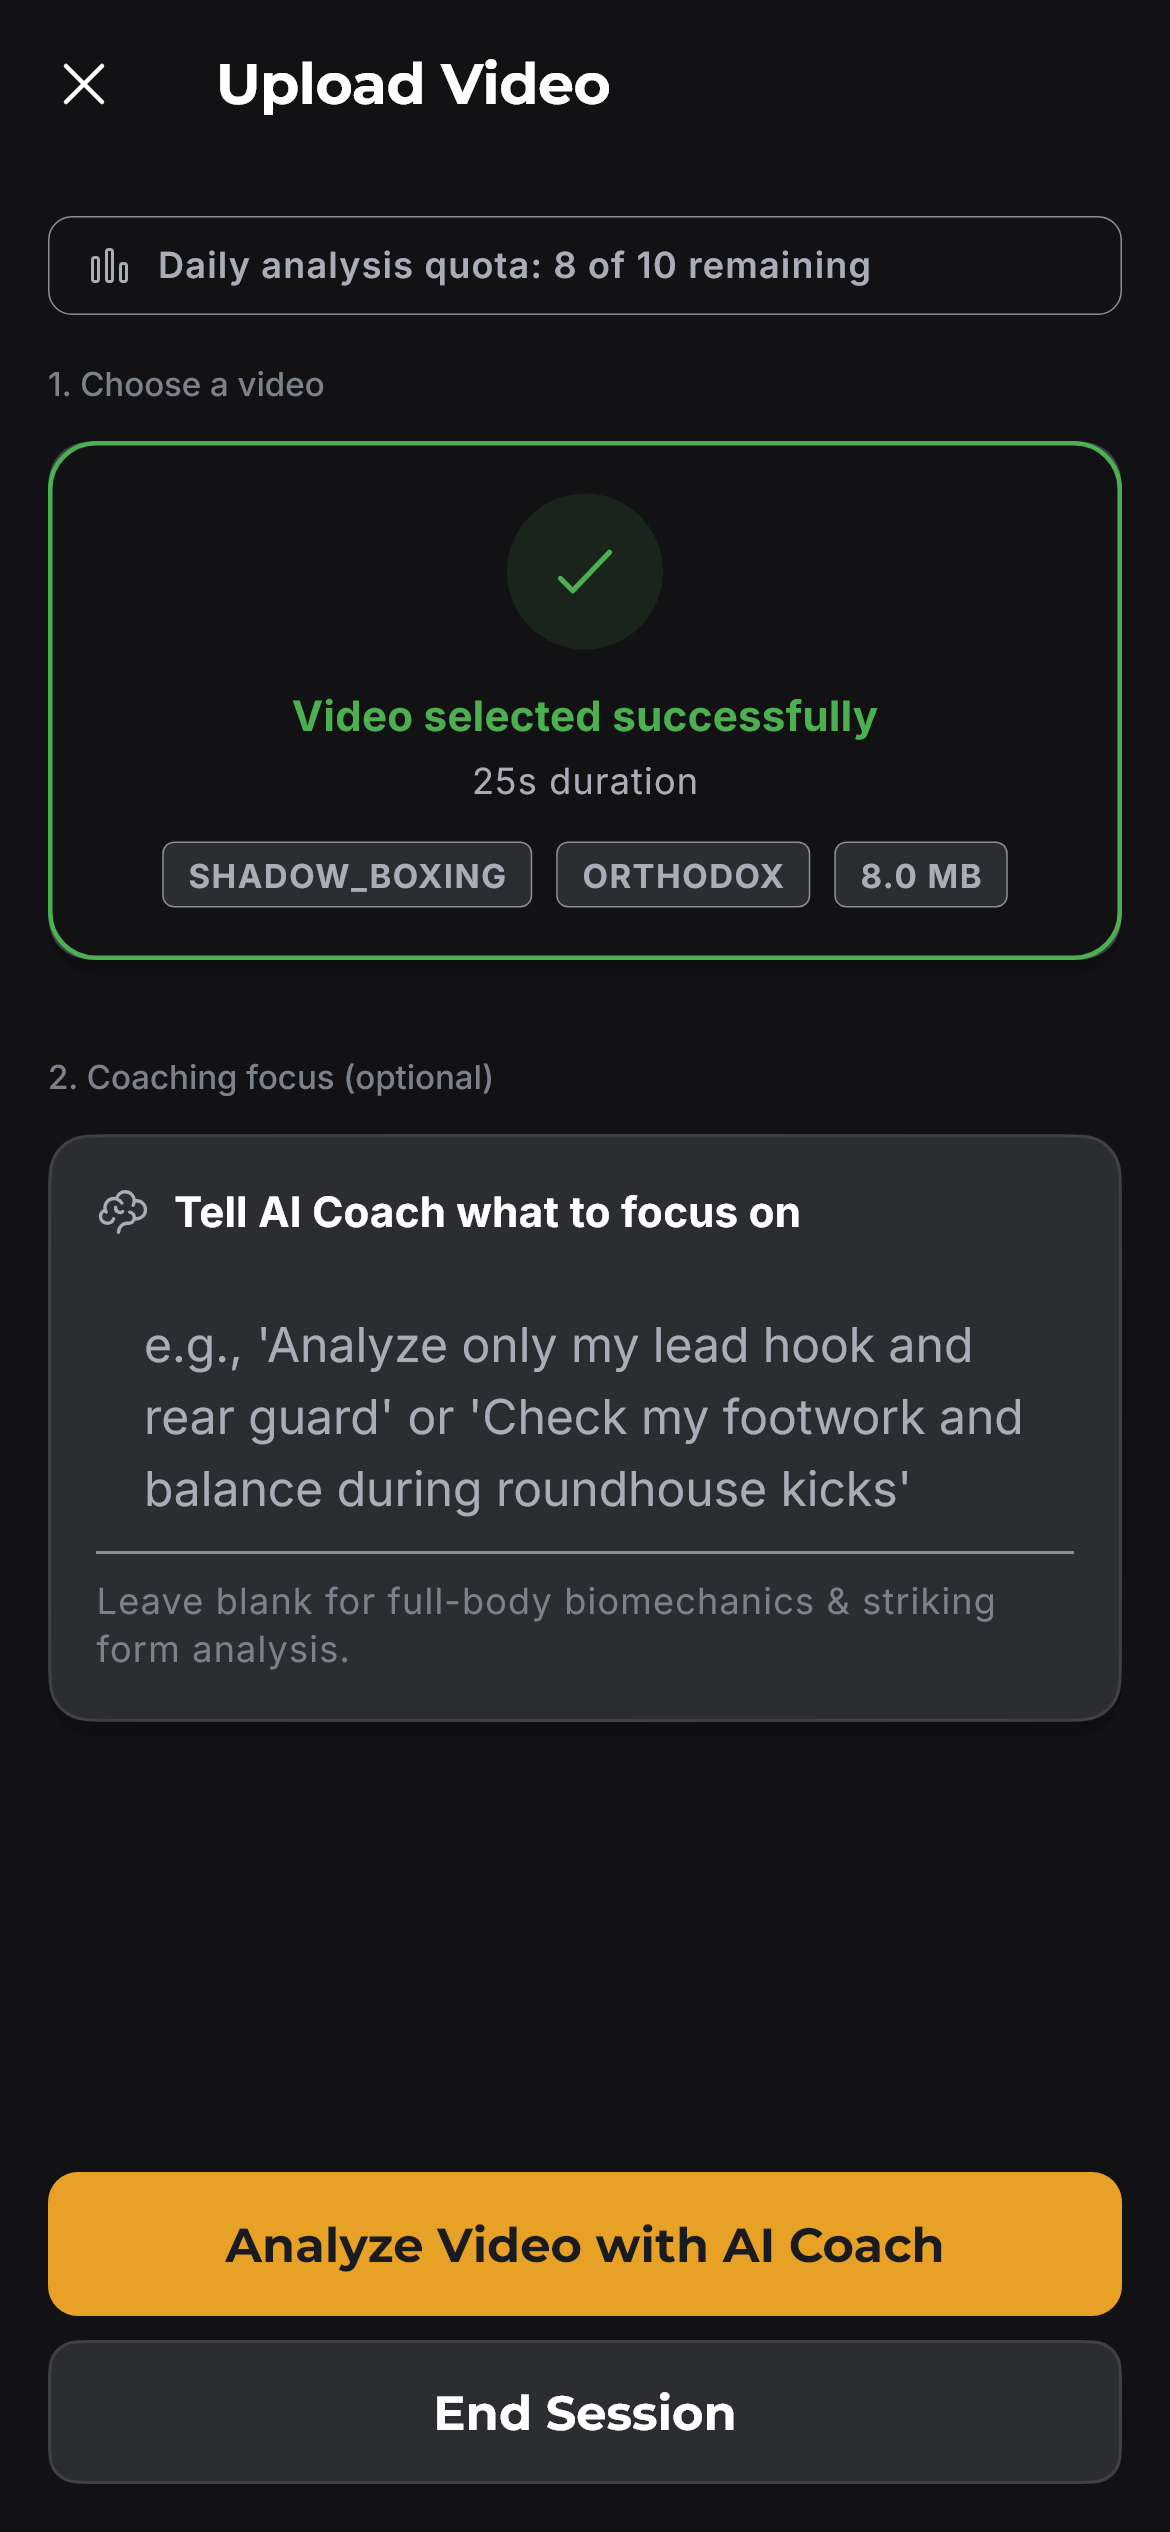 Upload Video
Daily analysis quota: 8 of 10 remaining
1. Choose a video
Video selected successfully
25s duration
SHADOW_BOXING ORTHODOX 8.0 MB
2. Coaching focus (optional)
Tell AI Coach what to focus on
e.g., 'Analyze only my lead hook and
rear guard' or 'Check my footwork and
balance during roundhouse kicks'
Leave blank for full-body biomechanics & striking
form analysis.
Analyze Video with AI Coach
End Session